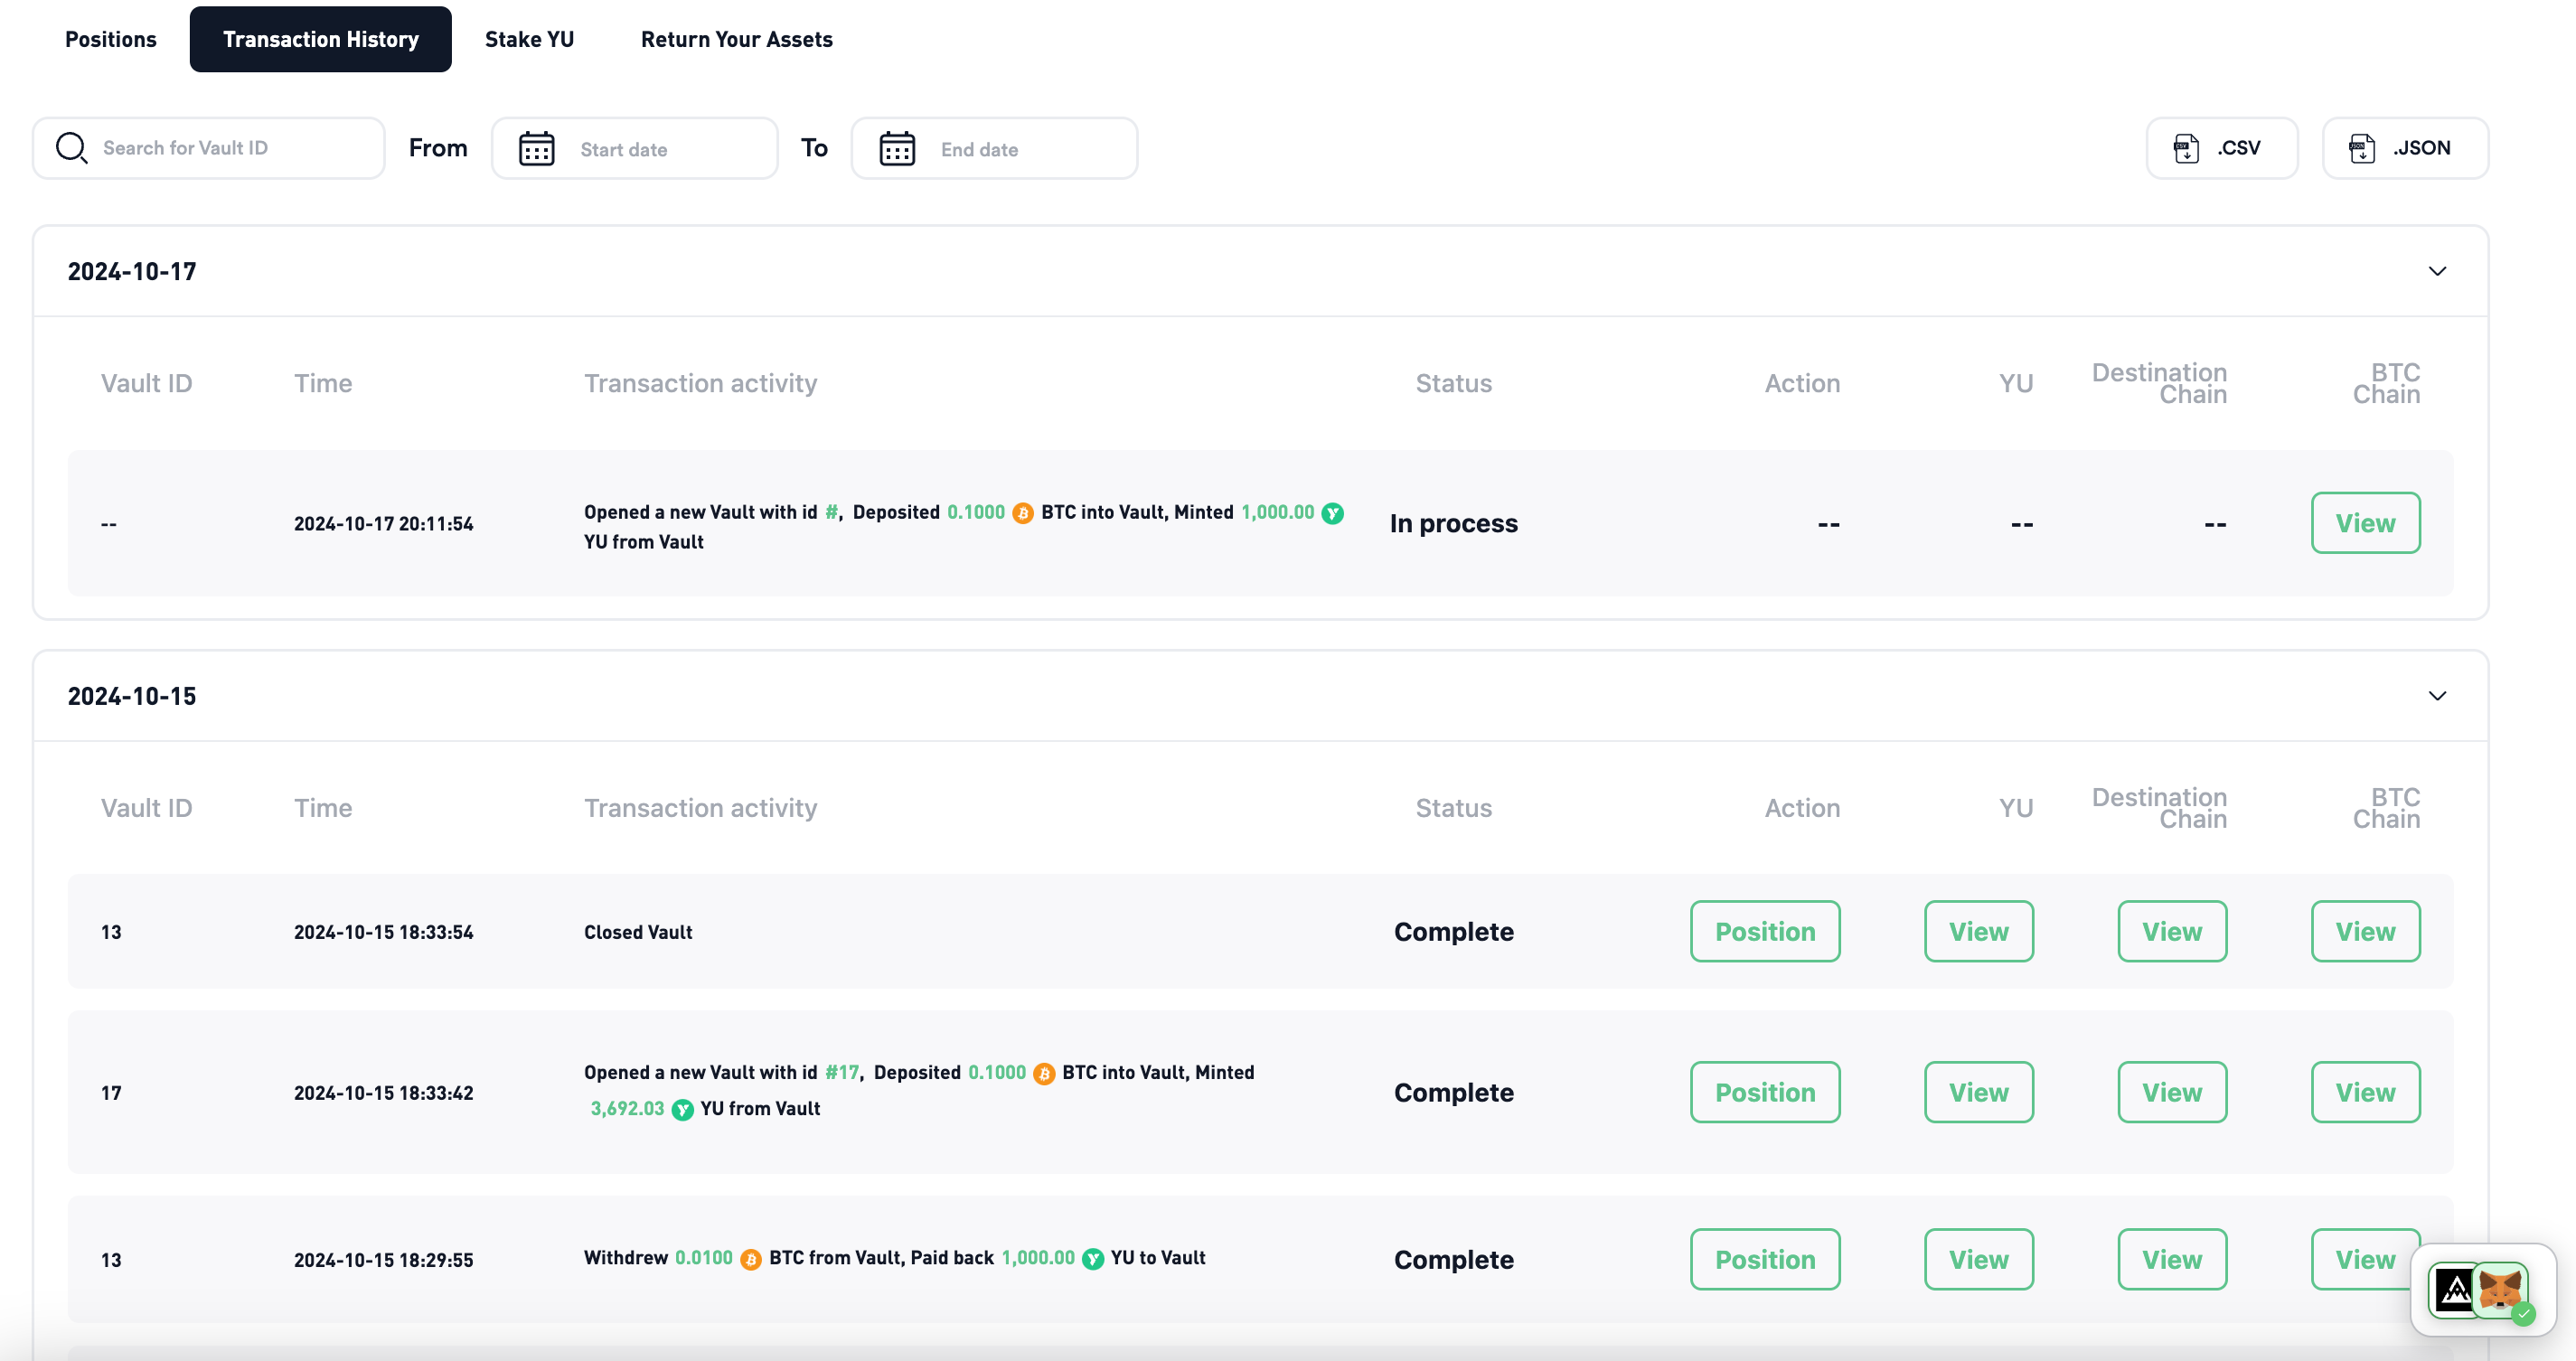 Positions Transaction History Stake YU Return Your Assets
Search for Vault ID From Start date To End date .CSV .JSON
2024-10-17
Vault ID Time Transaction activity Status Action YU Destination Chain BTC Chain
-- 2024-10-17 20:11:54 Opened a new Vault with id #, Deposited 0.1000 BTC into Vault, Minted 1,000.00
YU from Vault In process -- -- -- View
2024-10-15
Vault ID Time Transaction activity Status Action YU Destination Chain BTC Chain
13 2024-10-15 18:33:54 Closed Vault Complete Position View View View
17 2024-10-15 18:33:42 Opened a new Vault with id #17, Deposited 0.1000 BTC into Vault, Minted
3,692.03 YU from Vault Complete Position View View View
13 2024-10-15 18:29:55 Withdrew 0.0100 BTC from Vault, Paid back 1,000.00 YU to Vault Complete Position View View View